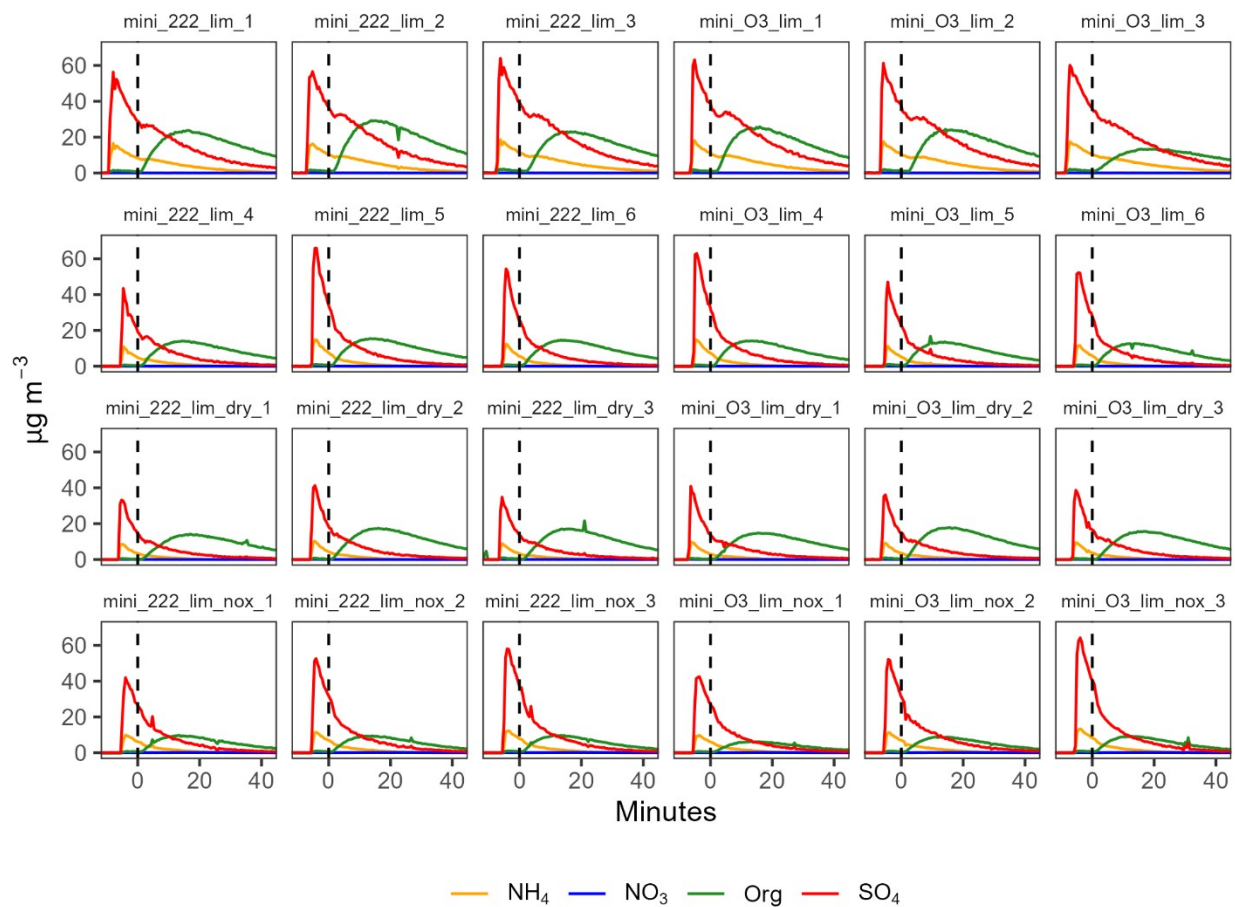 mini_222_lim_1 mini_222_lim_2 mini_222_lim_3 mini_O3_lim_1 mini_O3_lim_2 mini_O3_lim_3
60
40
20
0
mini_222_lim_4 mini_222_lim_5 mini_222_lim_6 mini_O3_lim_4 mini_O3_lim_5 mini_O3_lim_6
60
40
20
0
µg m⁻³
mini_222_lim_dry_1 mini_222_lim_dry_2 mini_222_lim_dry_3 mini_O3_lim_dry_1 mini_O3_lim_dry_2 mini_O3_lim_dry_3
60
40
20
0
mini_222_lim_nox_1 mini_222_lim_nox_2 mini_222_lim_nox_3 mini_O3_lim_nox_1 mini_O3_lim_nox_2 mini_O3_lim_nox_3
60
40
20
0
0 20 40 0 20 40 0 20 40 0 20 40 0 20 40 0 20 40
Minutes
NH₄ NO₃ Org SO₄